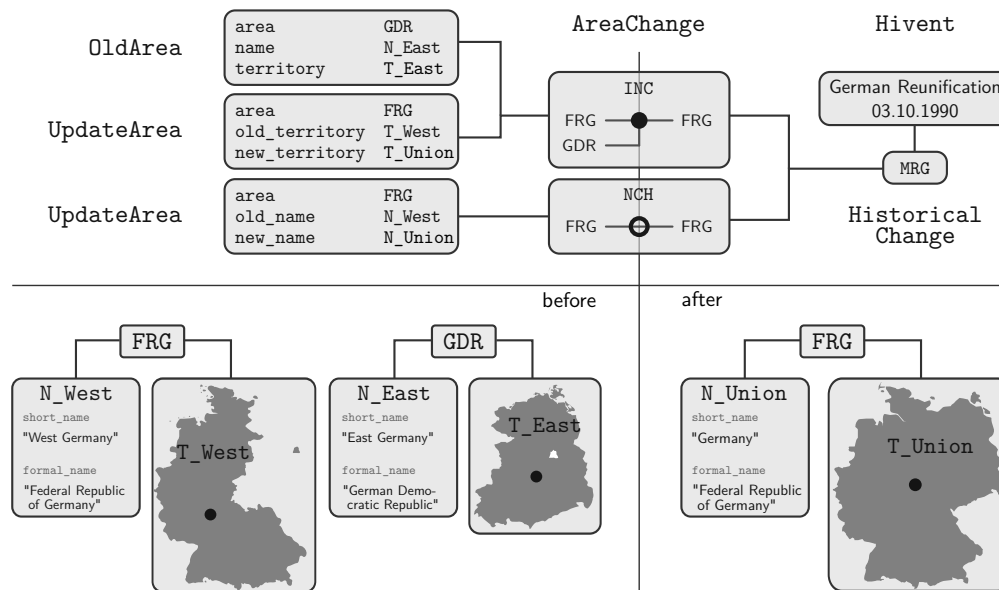 AreaChange
Hivent
OldArea
area GDR
name N_East
territory T_East
UpdateArea
area FRG
old_territory T_West
new_territory T_Union
UpdateArea
area FRG
old_name N_West
new_name N_Union
INC
FRG FRG
GDR
NCH
FRG FRG
German Reunification
03.10.1990
MRG
Historical
Change
before
after
FRG
N_West
short_name
"West Germany"
formal_name
"Federal Republic
of Germany"
T_West
GDR
N_East
short_name
"East Germany"
formal_name
"German Demo-
cratic Republic"
T_East
FRG
N_Union
short_name
"Germany"
formal_name
"Federal Republic
of Germany"
T_Union